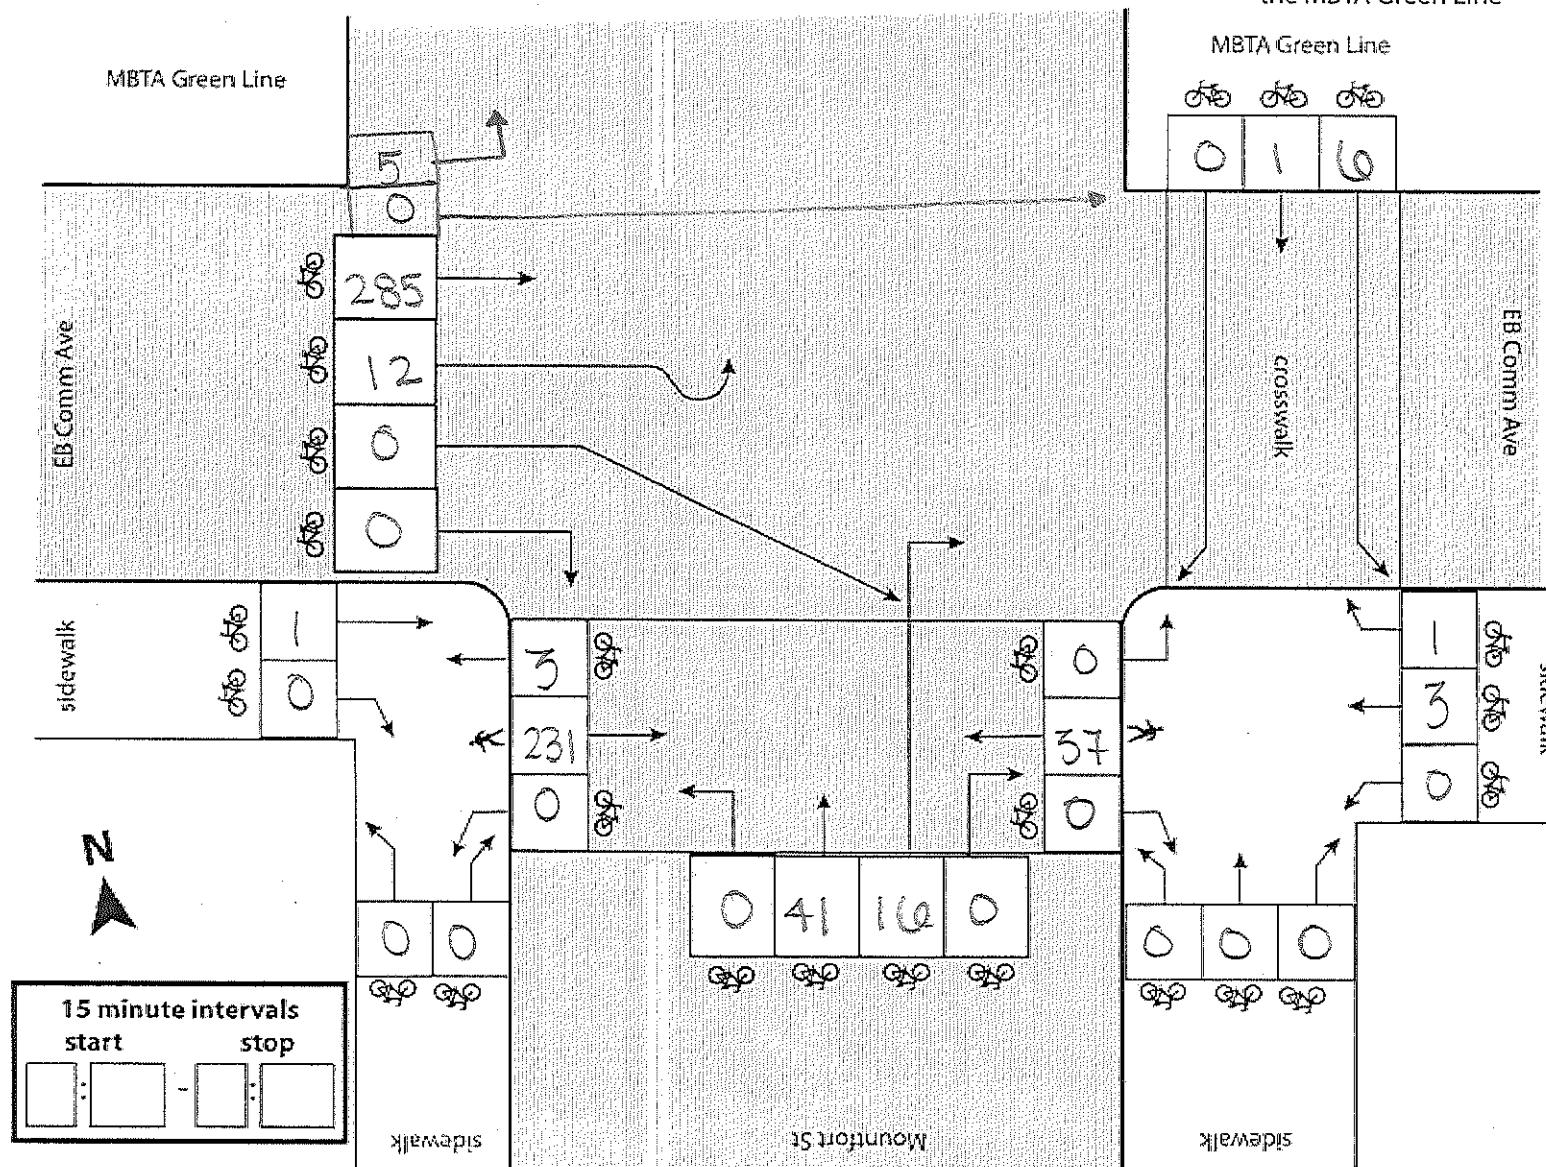 the MBTA Green Line
MBTA Green Line
MBTA Green Line
0 1 6
5
0
285
12
0
0
EB Comm Ave
crosswalk
EB Comm Ave
sidewalk
1
0
3
231
0
0
37
0
1
3
0
sidewalk
N
0 0
0 41 16 0
0 0 0
15 minute intervals
start stop
: - :
sidewalk
Mountfort St
sidewalk